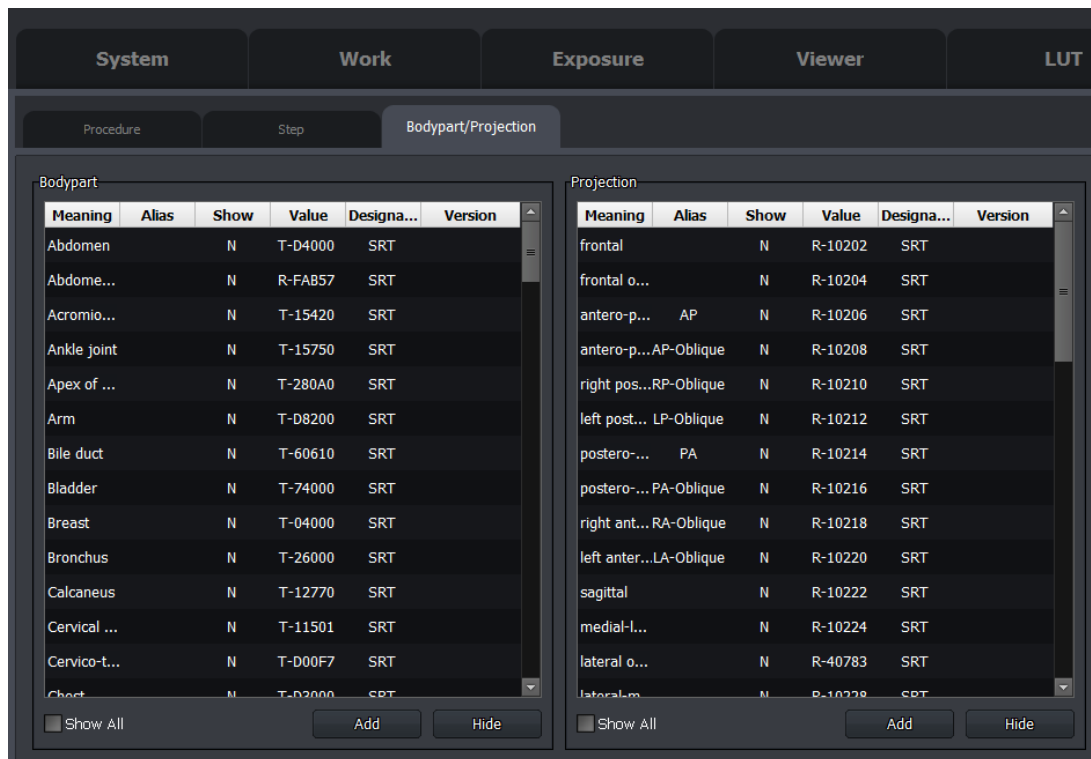 System Work Exposure Viewer LUT
Procedure Step Bodypart/Projection
Bodypart
Meaning Alias Show Value Designa... Version
Abdomen N T-D4000 SRT
Abdome... N R-FAB57 SRT
Acromio... N T-15420 SRT
Ankle joint N T-15750 SRT
Apex of ... N T-280A0 SRT
Arm N T-D8200 SRT
Bile duct N T-60610 SRT
Bladder N T-74000 SRT
Breast N T-04000 SRT
Bronchus N T-26000 SRT
Calcaneus N T-12770 SRT
Cervical ... N T-11501 SRT
Cervico-t... N T-D00F7 SRT
Chest N T-D3000 SRT
Show All Add Hide
Projection
Meaning Alias Show Value Designa... Version
frontal N R-10202 SRT
frontal o... N R-10204 SRT
antero-p... AP N R-10206 SRT
antero-p... AP-Oblique N R-10208 SRT
right pos... RP-Oblique N R-10210 SRT
left post... LP-Oblique N R-10212 SRT
postero-... PA N R-10214 SRT
postero-... PA-Oblique N R-10216 SRT
right ant... RA-Oblique N R-10218 SRT
left anter... LA-Oblique N R-10220 SRT
sagittal N R-10222 SRT
medial-l... N R-10224 SRT
lateral o... N R-40783 SRT
lateral-m... N R-10228 SRT
Show All Add Hide